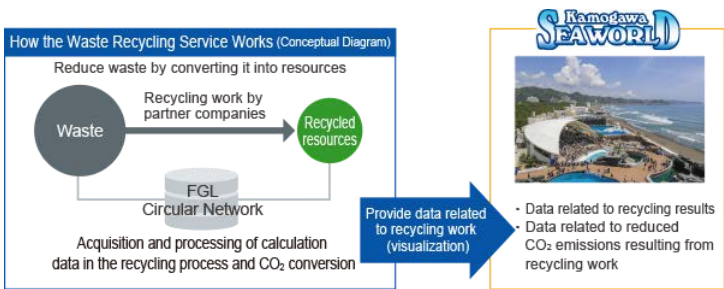 How the Waste Recycling Service Works (Conceptual Diagram)
Reduce waste by converting it into resources
Recycling work by
partner companies
Waste
Recycled
resources
FGL
Circular Network
Acquisition and processing of calculation
data in the recycling process and CO₂ conversion
Provide data related
to recycling work
(visualization)
Kamogawa
SEAWORLD
- Data related to recycling results
- Data related to reduced
CO₂ emissions resulting from
recycling work